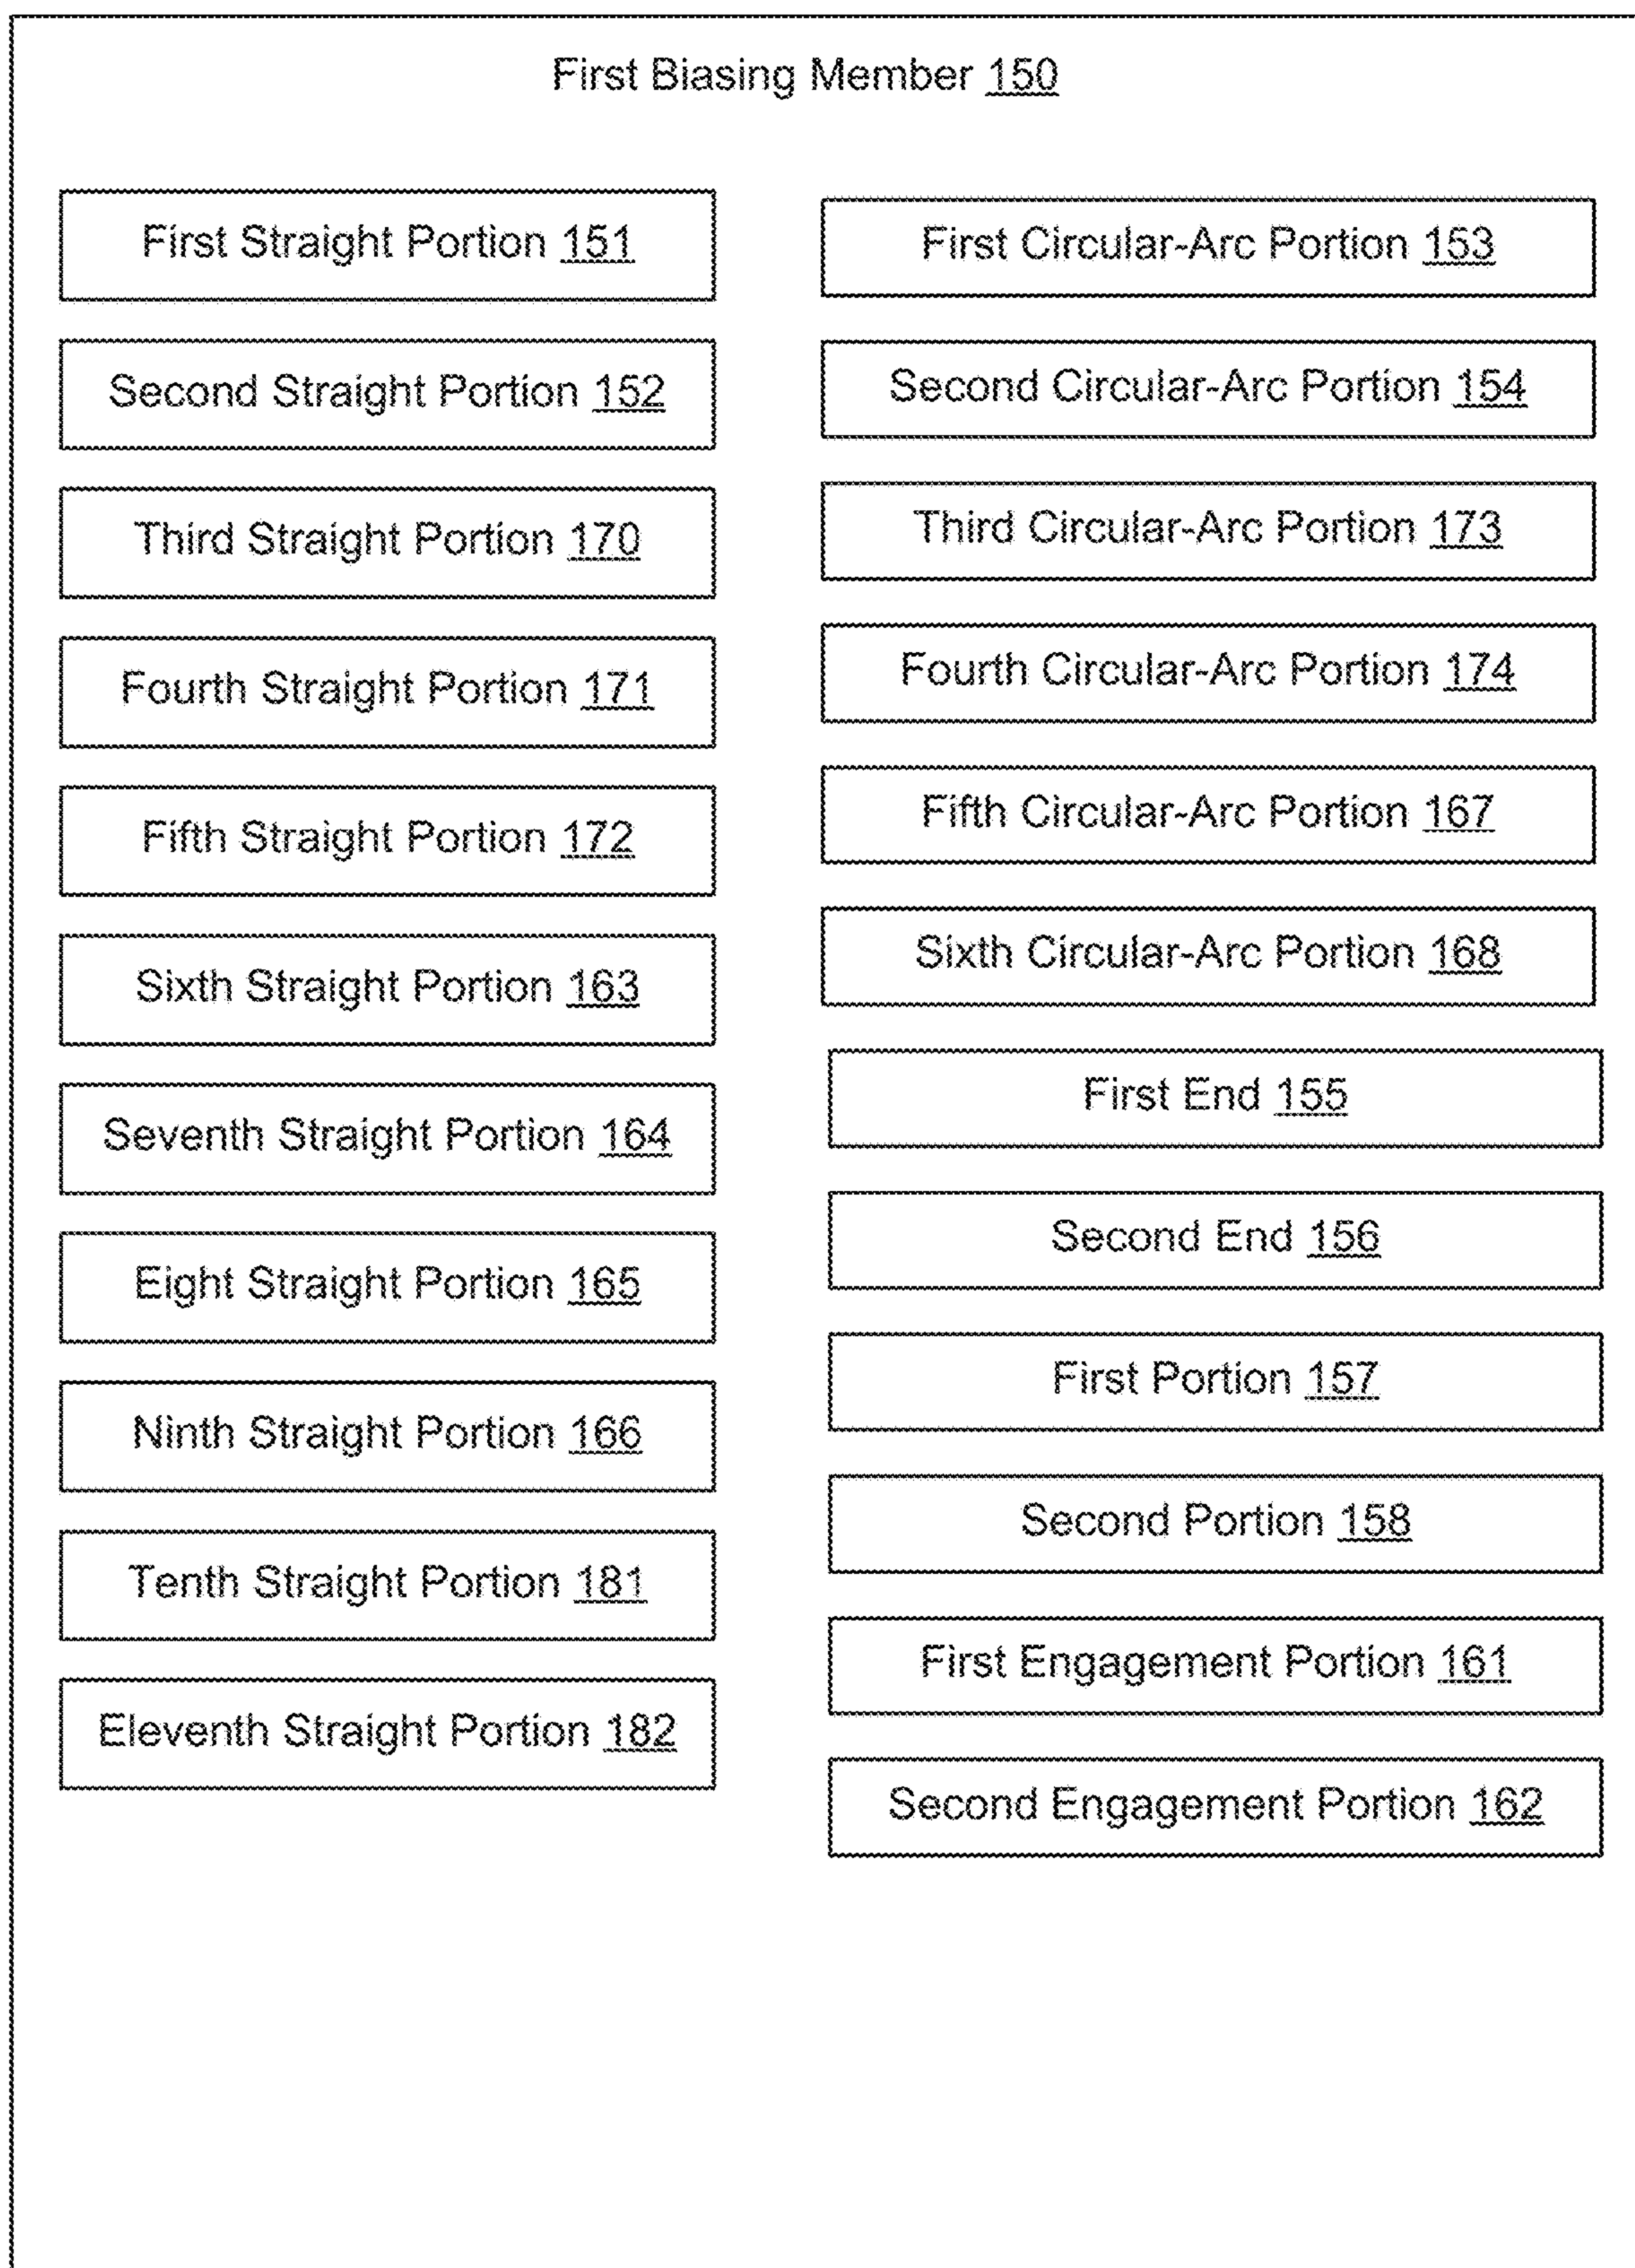 First Biasing Member 150
First Straight Portion 151
Second Straight Portion 152
Third Straight Portion 170
Fourth Straight Portion 171
Fifth Straight Portion 172
Sixth Straight Portion 163
Seventh Straight Portion 164
Eight Straight Portion 165
Ninth Straight Portion 166
Tenth Straight Portion 181
Eleventh Straight Portion 182
First Circular-Arc Portion 153
Second Circular-Arc Portion 154
Third Circular-Arc Portion 173
Fourth Circular-Arc Portion 174
Fifth Circular-Arc Portion 167
Sixth Circular-Arc Portion 168
First End 155
Second End 156
First Portion 157
Second Portion 158
First Engagement Portion 161
Second Engagement Portion 162